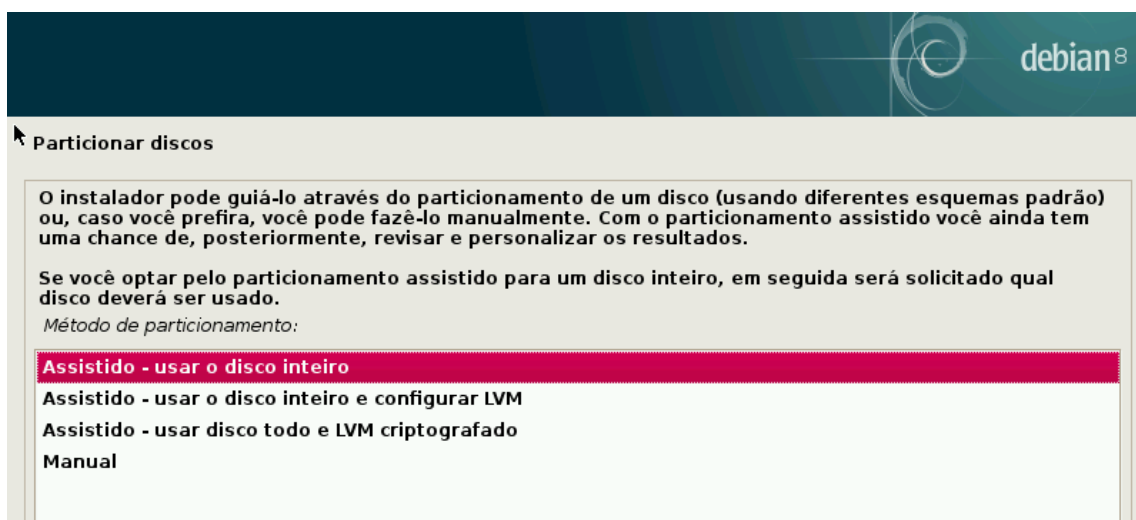 debian 8
Particionar discos
O instalador pode guiá-lo através do particionamento de um disco (usando diferentes esquemas padrão)
ou, caso você prefira, você pode fazê-lo manualmente. Com o particionamento assistido você ainda tem
uma chance de, posteriormente, revisar e personalizar os resultados.
Se você optar pelo particionamento assistido para um disco inteiro, em seguida será solicitado qual
disco deverá ser usado.
Método de particionamento:
Assistido - usar o disco inteiro
Assistido - usar o disco inteiro e configurar LVM
Assistido - usar disco todo e LVM criptografado
Manual